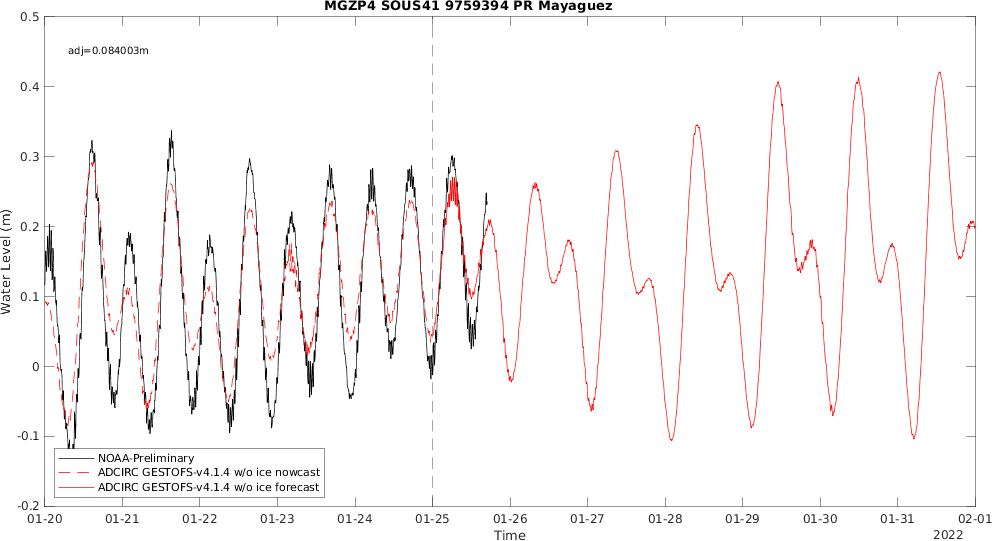 MGZP4 SOUS41 9759394 PR Mayaguez
adj=0.084003m
Water Level (m)
0.5
0.4
0.3
0.2
0.1
0
-0.1
-0.2
NOAA-Preliminary
ADCIRC GESTOFS-v4.1.4 w/o ice nowcast
ADCIRC GESTOFS-v4.1.4 w/o ice forecast
01-20 01-21 01-22 01-23 01-24 01-25 01-26 01-27 01-28 01-29 01-30 01-31 02-01
Time
2022